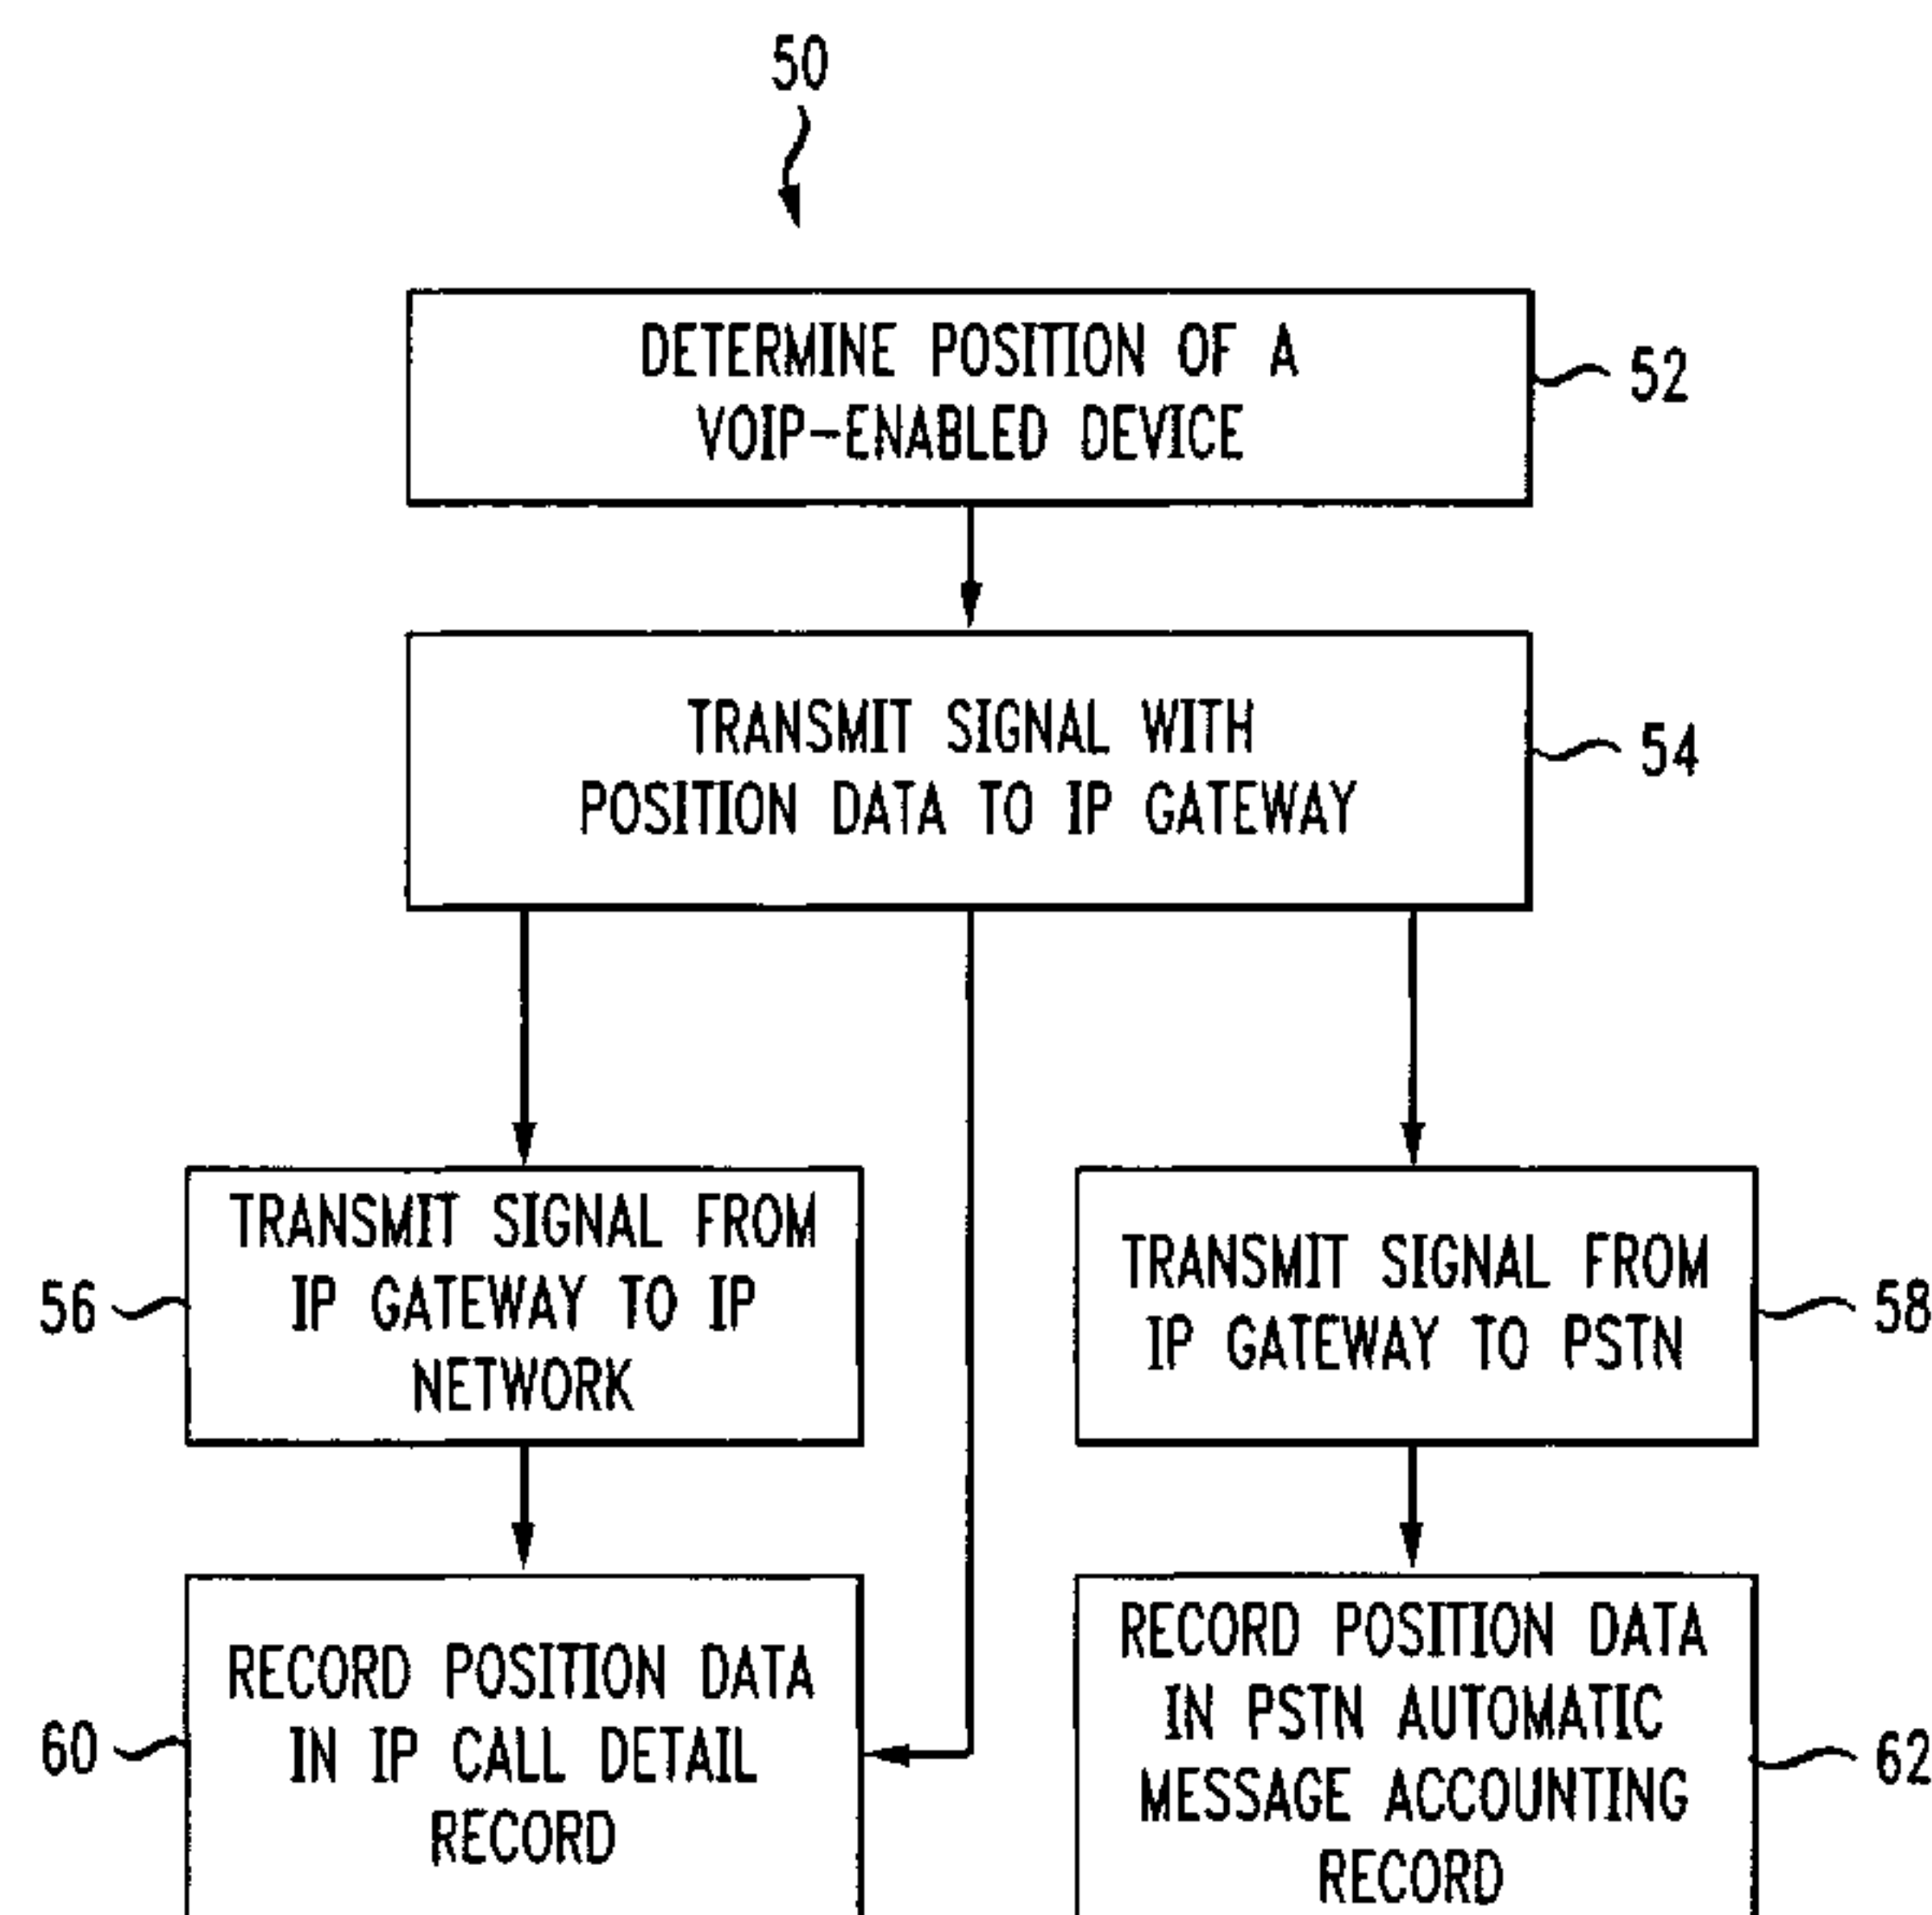 50
DETERMINE POSITION OF A
VOIP-ENABLED DEVICE
52
TRANSMIT SIGNAL WITH
POSITION DATA TO IP GATEWAY
54
TRANSMIT SIGNAL FROM
IP GATEWAY TO IP
NETWORK
56
TRANSMIT SIGNAL FROM
IP GATEWAY TO PSTN
58
RECORD POSITION DATA
IN IP CALL DETAIL
RECORD
60
RECORD POSITION DATA
IN PSTN AUTOMATIC
MESSAGE ACCOUNTING
RECORD
62